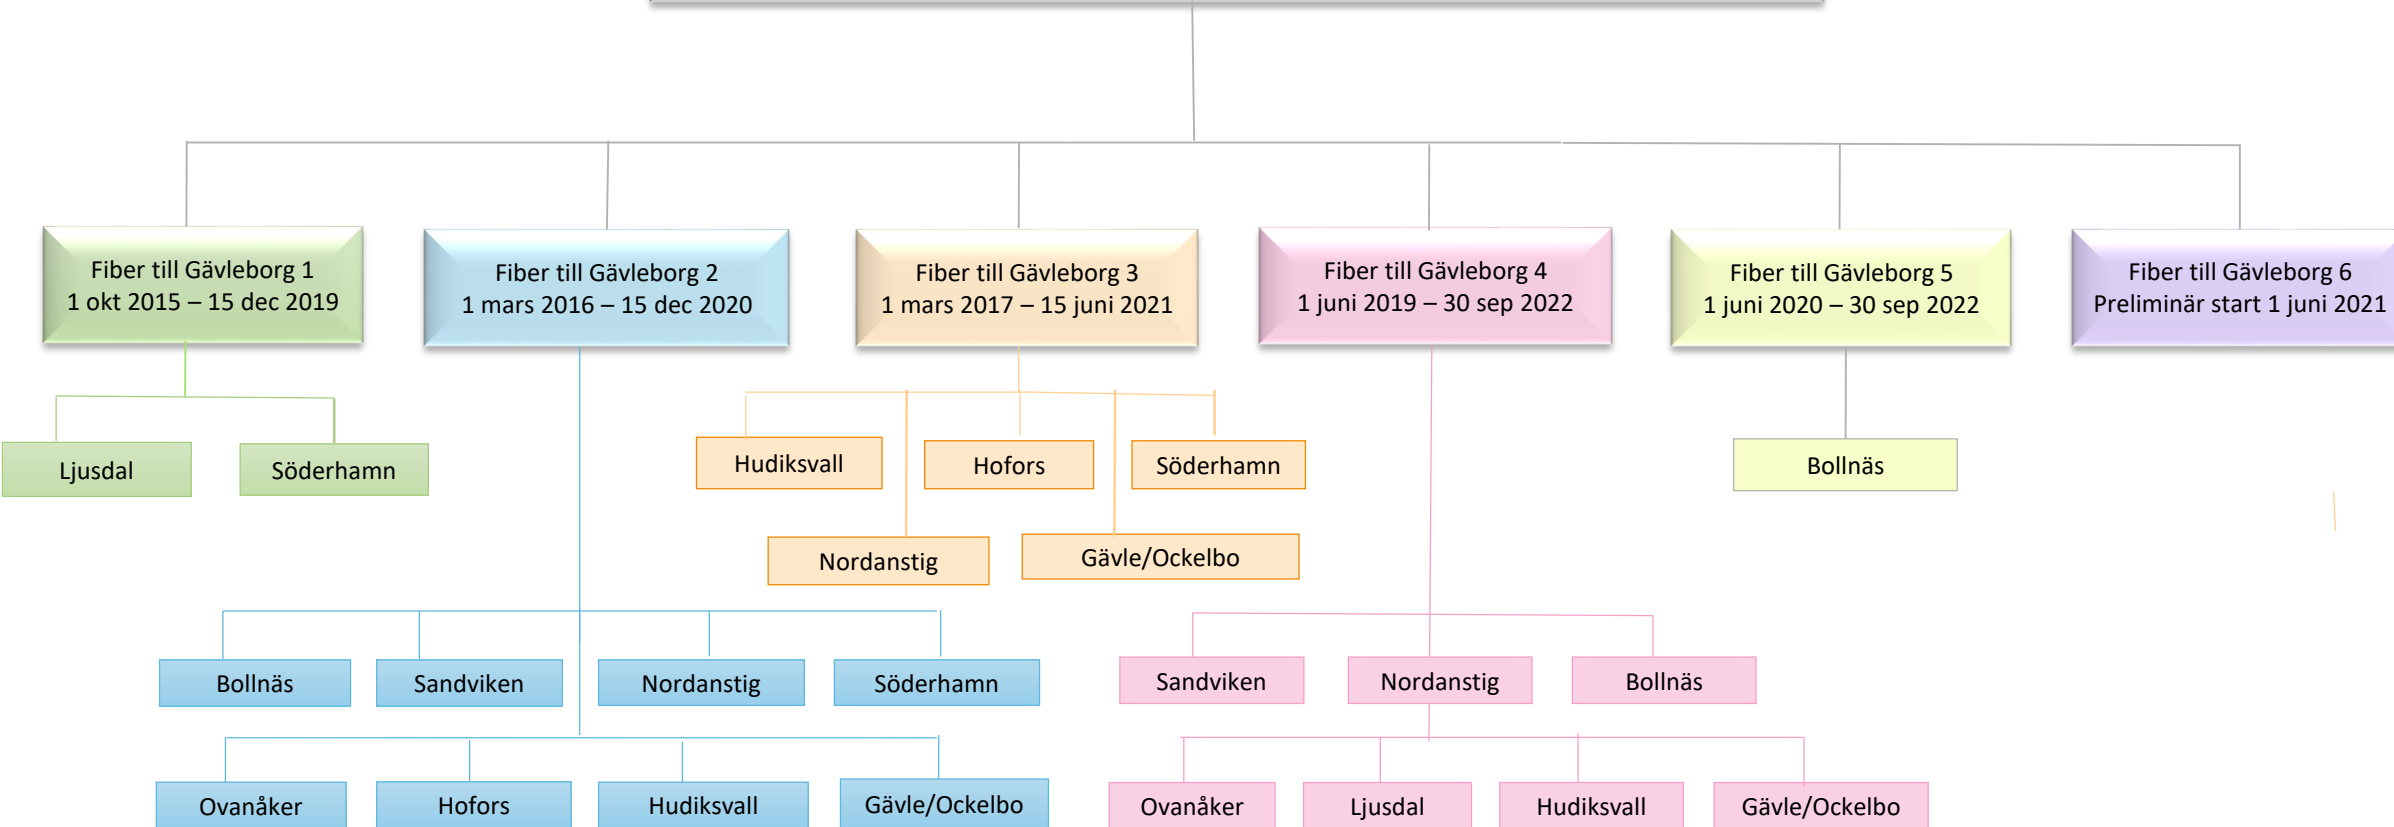 Fiber till Gävleborg 1
1 okt 2015 – 15 dec 2019
Fiber till Gävleborg 2
1 mars 2016 – 15 dec 2020
Fiber till Gävleborg 3
1 mars 2017 – 15 juni 2021
Fiber till Gävleborg 4
1 juni 2019 – 30 sep 2022
Fiber till Gävleborg 5
1 juni 2020 – 30 sep 2022
Fiber till Gävleborg 6
Preliminär start 1 juni 2021
Ljusdal
Söderhamn
Hudiksvall
Hofors
Söderhamn
Bollnäs
Nordanstig
Gävle/Ockelbo
Bollnäs
Sandviken
Nordanstig
Söderhamn
Sandviken
Nordanstig
Bollnäs
Ovanåker
Hofors
Hudiksvall
Gävle/Ockelbo
Ovanåker
Ljusdal
Hudiksvall
Gävle/Ockelbo